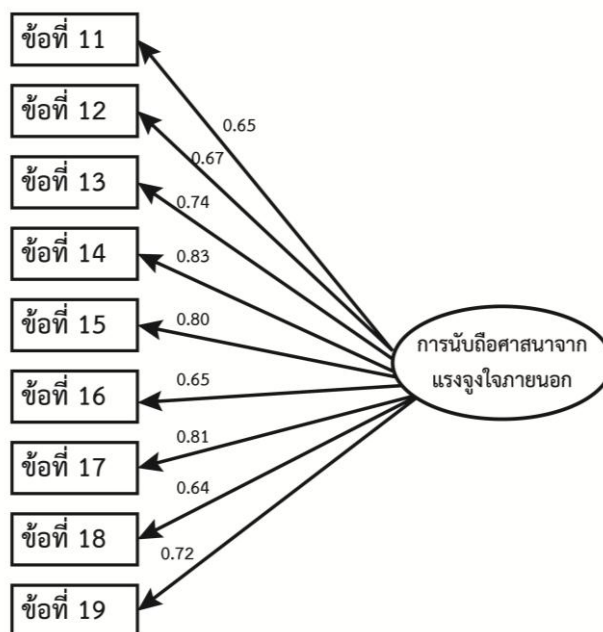 ข้อที่ 11
ข้อที่ 12
ข้อที่ 13
ข้อที่ 14
ข้อที่ 15
ข้อที่ 16
ข้อที่ 17
ข้อที่ 18
ข้อที่ 19
0.65
0.67
0.74
0.83
0.80
0.65
0.81
0.64
0.72
การนับถือศาสนาจาก
แรงจูงใจภายนอก